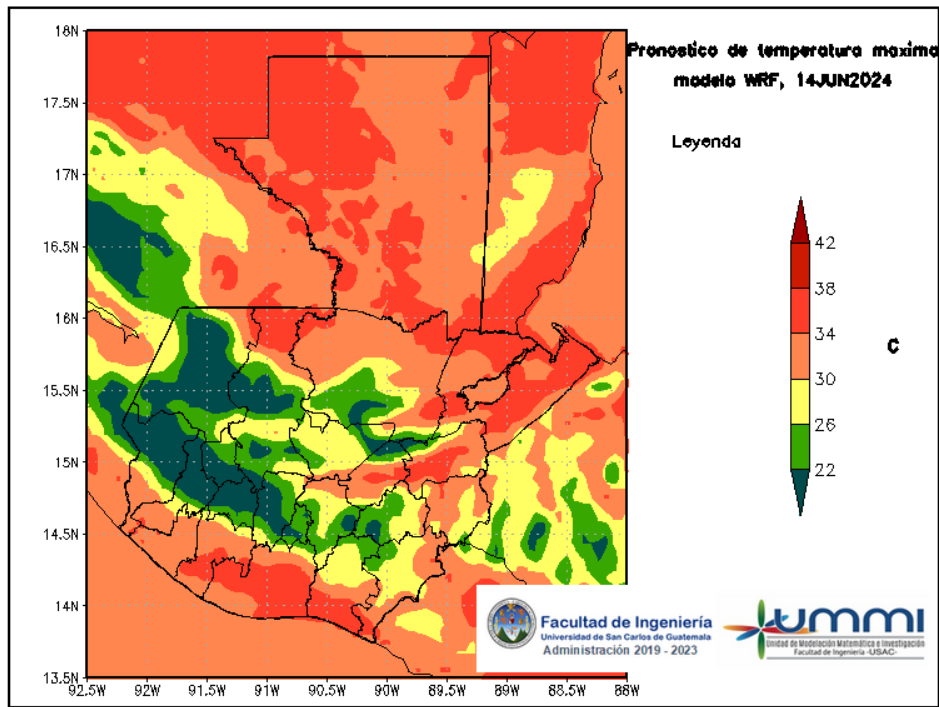 Pronostico de temperatura maxima
modelo WRF, 14JUN2024
Leyenda
42
38
34
30
26
22
C
18N
17.5N
17N
16.5N
16N
15.5N
15N
14.5N
14N
13.5N
92.5W 92W 91.5W 91W 90.5W 90W 89.5W 89W 88.5W 88W
Facultad de Ingeniería
Universidad de San Carlos de Guatemala
Administración 2019 - 2023
UMMI
Unidad de Modelación Matemática e Investigación
Facultad de Ingeniería -USAC-